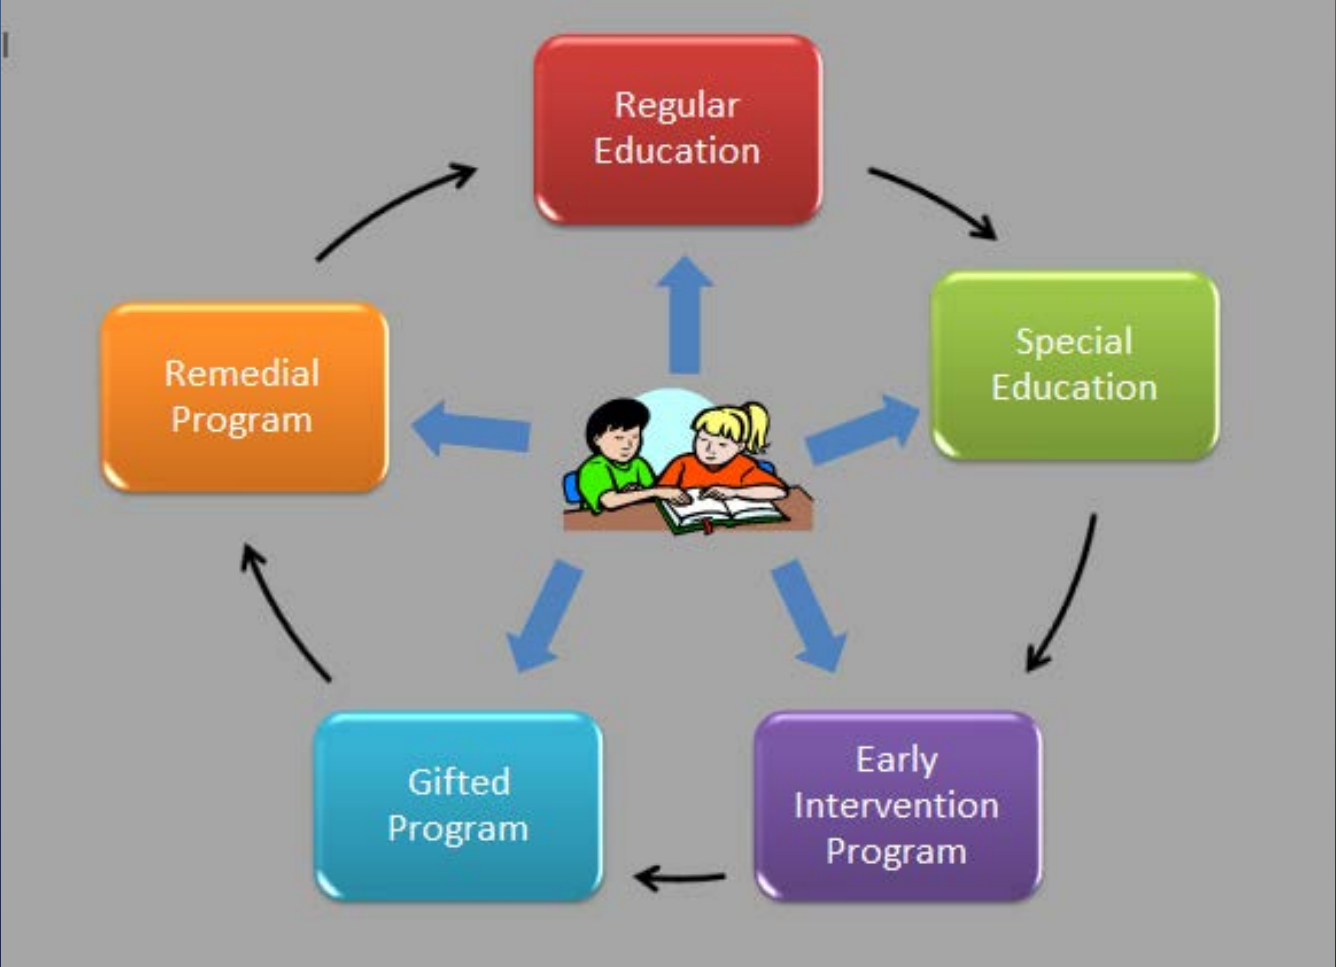 Regular
Education
Special
Education
Early
Intervention
Program
Gifted
Program
Remedial
Program